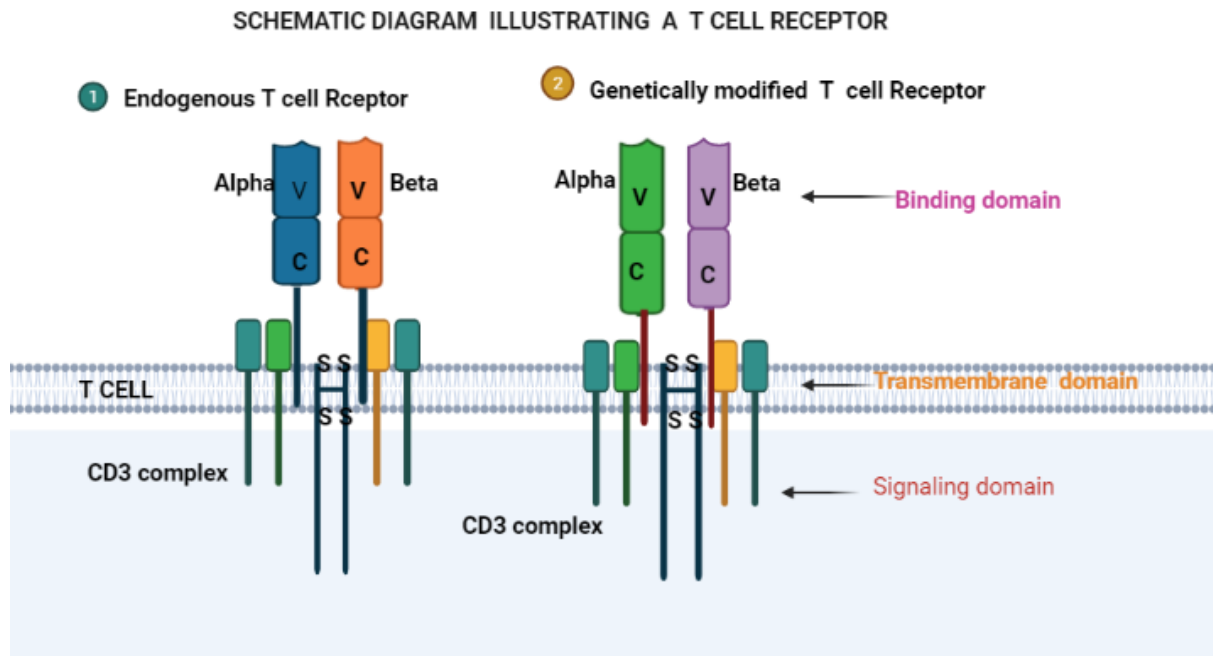 SCHEMATIC DIAGRAM ILLUSTRATING A T CELL RECEPTOR
1 Endogenous T cell Rceptor
2 Genetically modified T cell Receptor
Alpha V V Beta
C C
Alpha V V Beta
C C
Binding domain
S S
S S
S S
S S
T CELL
Transmembrane domain
CD3 complex
CD3 complex
Signaling domain